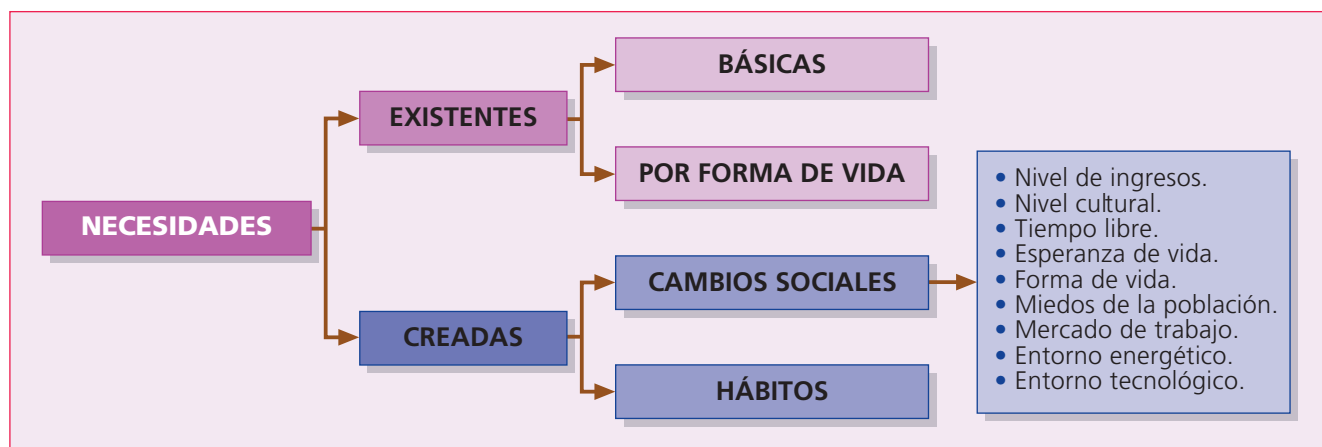 NECESIDADES
EXISTENTES
BÁSICAS
POR FORMA DE VIDA
CREADAS
CAMBIOS SOCIALES
HÁBITOS
• Nivel de ingresos.
• Nivel cultural.
• Tiempo libre.
• Esperanza de vida.
• Forma de vida.
• Miedos de la población.
• Mercado de trabajo.
• Entorno energético.
• Entorno tecnológico.